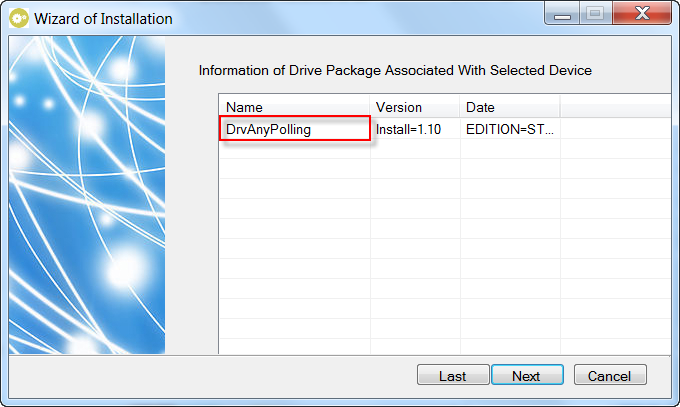 Wizard of Installation
Information of Drive Package Associated With Selected Device
Name Version Date
DrvAnyPolling Install=1.10 EDITION=ST...
Last Next Cancel